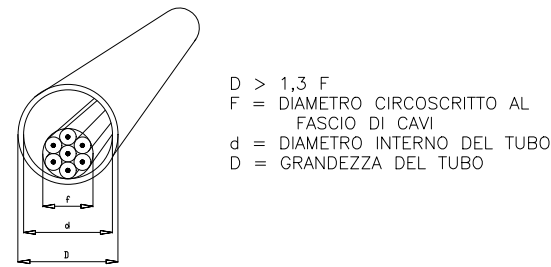 D > 1,3 F
F = DIAMETRO CIRCOSCRITTO AL
FASCIO DI CAVI
d = DIAMETRO INTERNO DEL TUBO
D = GRANDEZZA DEL TUBO
f
d
D